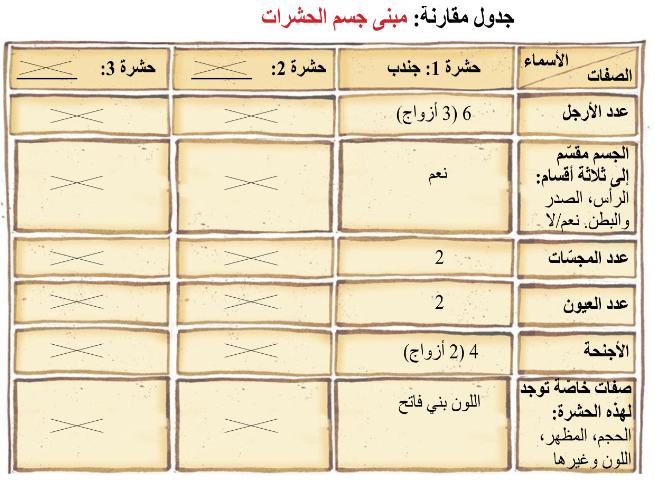 جدول مقارنة: مبنى جسم الحشرات
الأسماء
الصفات
حشرة 1: جندب
حشرة 2:
حشرة 3:
عدد الأرجل
6 (3 أزواج)
الجسم مقسّم
إلى ثلاثة أقسام:
الرأس، الصدر
والبطن. نعم/لا
نعم
عدد المجسّات
2
عدد العيون
2
الأجنحة
4 (2 أزواج)
صفات خاصّة توجد
لهذه الحشرة:
الحجم، المظهر،
اللون وغيرها
اللون بني فاتح